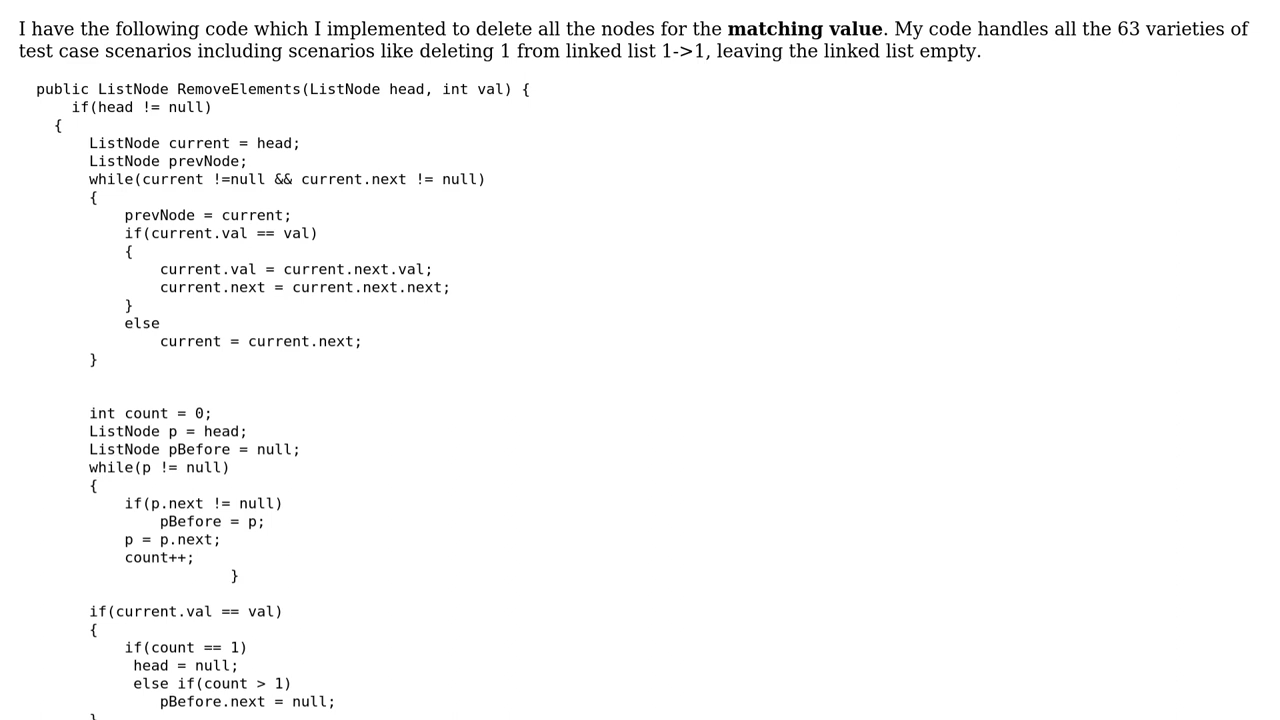 I have the following code which I implemented to delete all the nodes for the matching value. My code handles all the 63 varieties of
test case scenarios including scenarios like deleting 1 from linked list 1->1, leaving the linked list empty.
public ListNode RemoveElements(ListNode head, int val) {
if(head != null)
{
ListNode current = head;
ListNode prevNode;
while(current !=null && current.next != null)
{
prevNode = current;
if(current.val == val)
{
current.val = current.next.val;
current.next = current.next.next;
}
else
current = current.next;
}
int count = 0;
ListNode p = head;
ListNode pBefore = null;
while(p != null)
{
if(p.next != null)
pBefore = p;
p = p.next;
count++;
}
if(current.val == val)
{
if(count == 1)
head = null;
else if(count > 1)
pBefore.next = null;
}